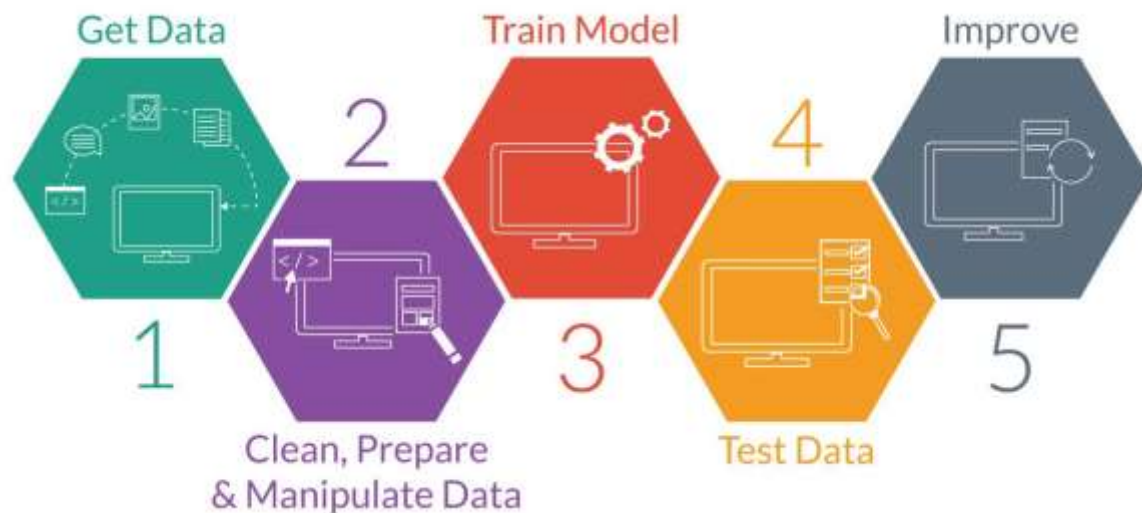 Get Data
1
2
Clean, Prepare
& Manipulate Data
Train Model
3
4
Test Data
Improve
5